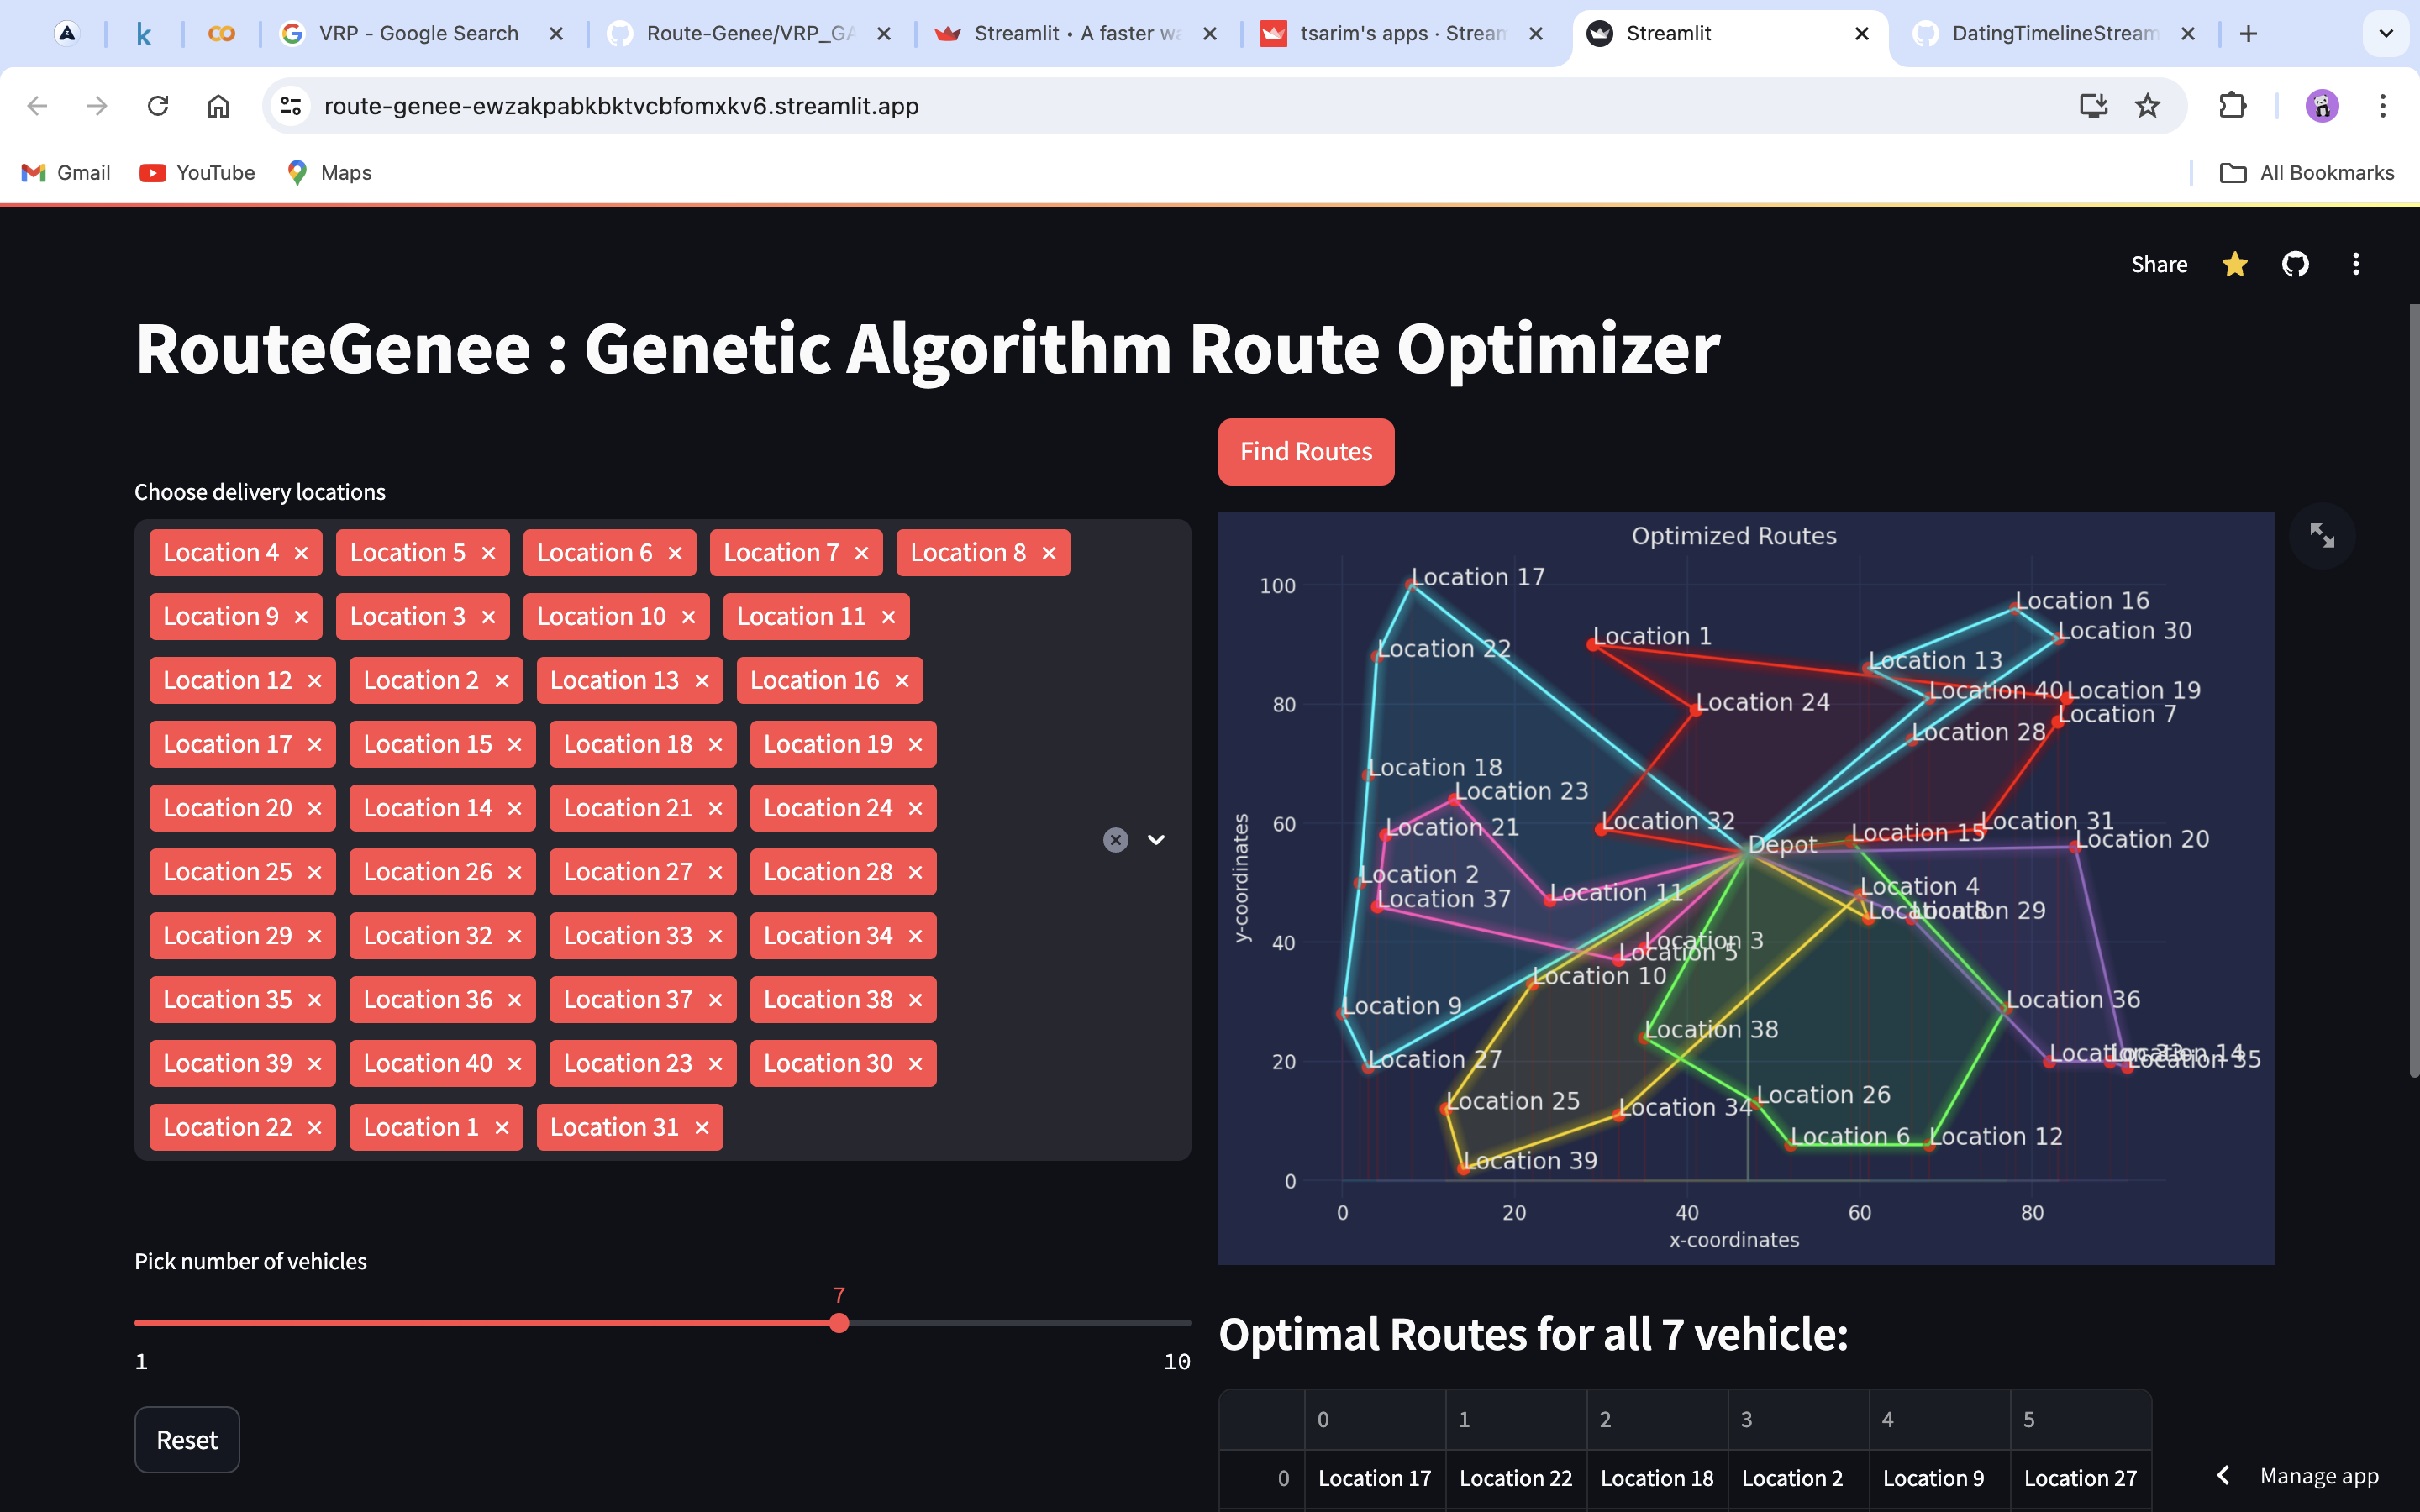 VRP - Google Search
Route-Genee/VRP_GA
Streamlit • A faster wa
tsarim's apps · Stream
Streamlit
DatingTimelineStream
route-genee-ewzakpabkbktvcbfomxkv6.streamlit.app
Gmail YouTube Maps All Bookmarks
Share
RouteGenee : Genetic Algorithm Route Optimizer
Choose delivery locations
Location 4 Location 5 Location 6 Location 7 Location 8
Location 9 Location 3 Location 10 Location 11
Location 12 Location 2 Location 13 Location 16
Location 17 Location 15 Location 18 Location 19
Location 20 Location 14 Location 21 Location 24
Location 25 Location 26 Location 27 Location 28
Location 29 Location 32 Location 33 Location 34
Location 35 Location 36 Location 37 Location 38
Location 39 Location 40 Location 23 Location 30
Location 22 Location 1 Location 31
Pick number of vehicles
7
1 10
Reset
Find Routes
Optimized Routes
100
80
60
40
20
0
y-coordinates
Location 17
Location 16
Location 30
Location 1
Location 22
Location 13
Location 40
Location 19
Location 24
Location 7
Location 28
Location 18
Location 23
Location 21
Location 32
Location 31
Location 15
Location 20
Depot
Location 2
Location 4
Location 37
Location 11
Location 8
Location 29
Location 3
Location 5
Location 10
Location 36
Location 9
Location 38
Location 27
Location 33
Location 14
Location 35
Location 25
Location 34
Location 26
Location 6
Location 12
Location 39
0 20 40 60 80
x-coordinates
Optimal Routes for all 7 vehicle:
0 1 2 3 4 5
0 Location 17 Location 22 Location 18 Location 2 Location 9 Location 27
Manage app